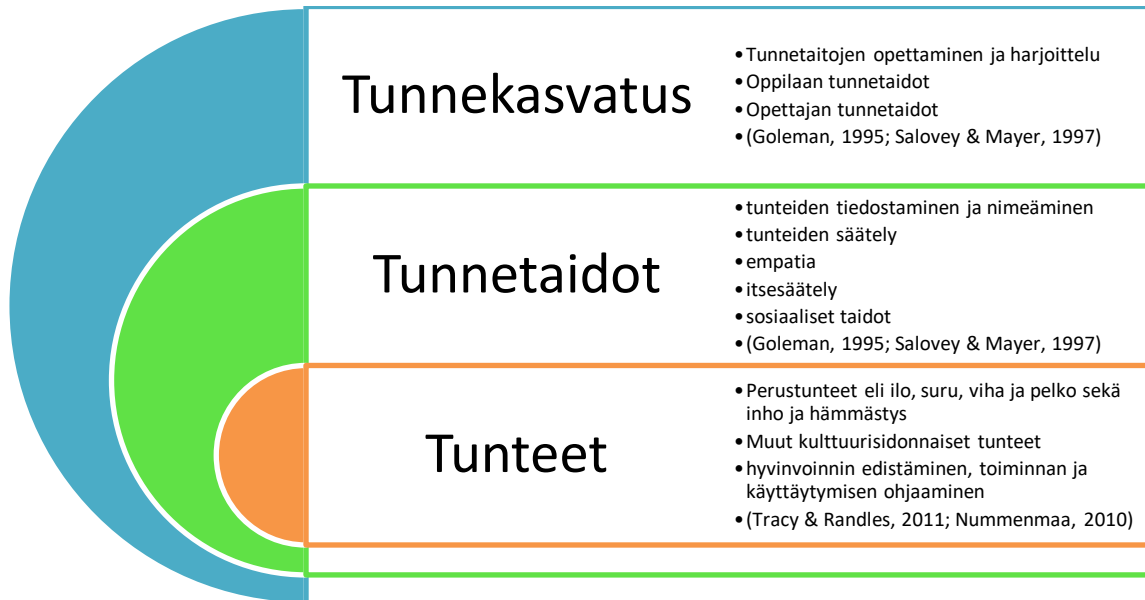 Tunnekasvatus
•Tunnetaitojen opettaminen ja harjoittelu
•Oppilaan tunnetaidot
•Opettajan tunnetaidot
•(Goleman, 1995; Salovey & Mayer, 1997)
Tunnetaidot
•tunteiden tiedostaminen ja nimeäminen
•tunteiden säätely
•empatia
•itsesäätely
•sosiaaliset taidot
•(Goleman, 1995; Salovey & Mayer, 1997)
Tunteet
•Perustunteet eli ilo, suru, viha ja pelko sekä
inho ja hämmästys
•Muut kulttuurisidonnaiset tunteet
•hyvinvoinnin edistäminen, toiminnan ja
käyttäytymisen ohjaaminen
•(Tracy & Randles, 2011; Nummenmaa, 2010)